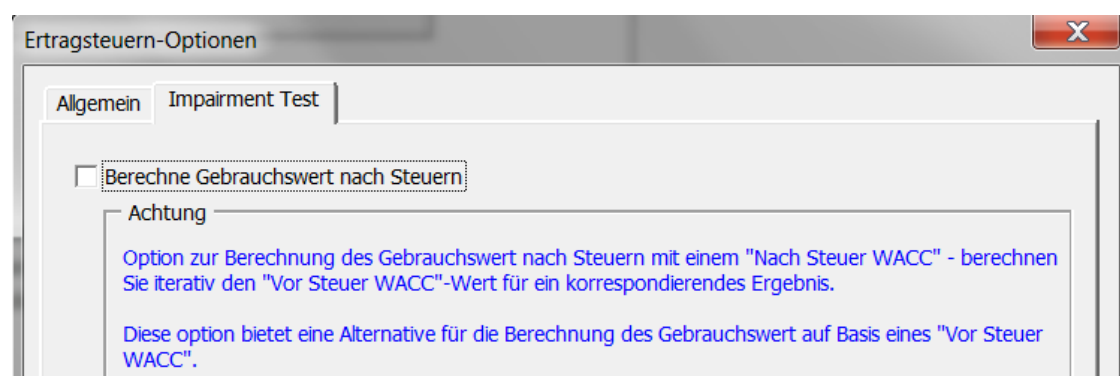 Ertragsteuern-Optionen
X
Allgemein
Impairment Test
Berechne Gebrauchswert nach Steuern
Achtung
Option zur Berechnung des Gebrauchswert nach Steuern mit einem "Nach Steuer WACC" - berechnen
Sie iterativ den "Vor Steuer WACC"-Wert für ein korrespondierendes Ergebnis.
Diese option bietet eine Alternative für die Berechnung des Gebrauchswert auf Basis eines "Vor Steuer
WACC".